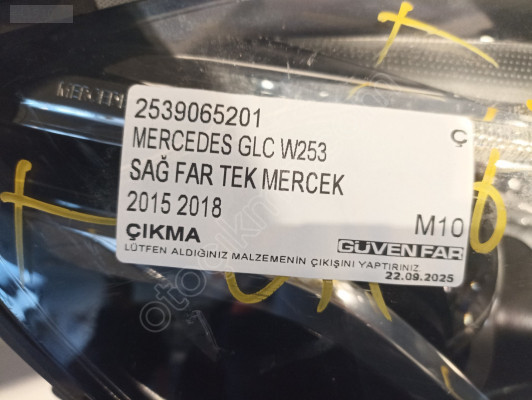 MERCEDE
2539065201
Ç
MERCEDES GLC W253
SAĞ FAR TEK MERCEK
2015 2018
M10
ÇIKMA
GÜVEN FAR
LÜTFEN ALDIĞINIZ MALZEMENİN ÇIKIŞINI YAPTIRINIZ
22.09.2025